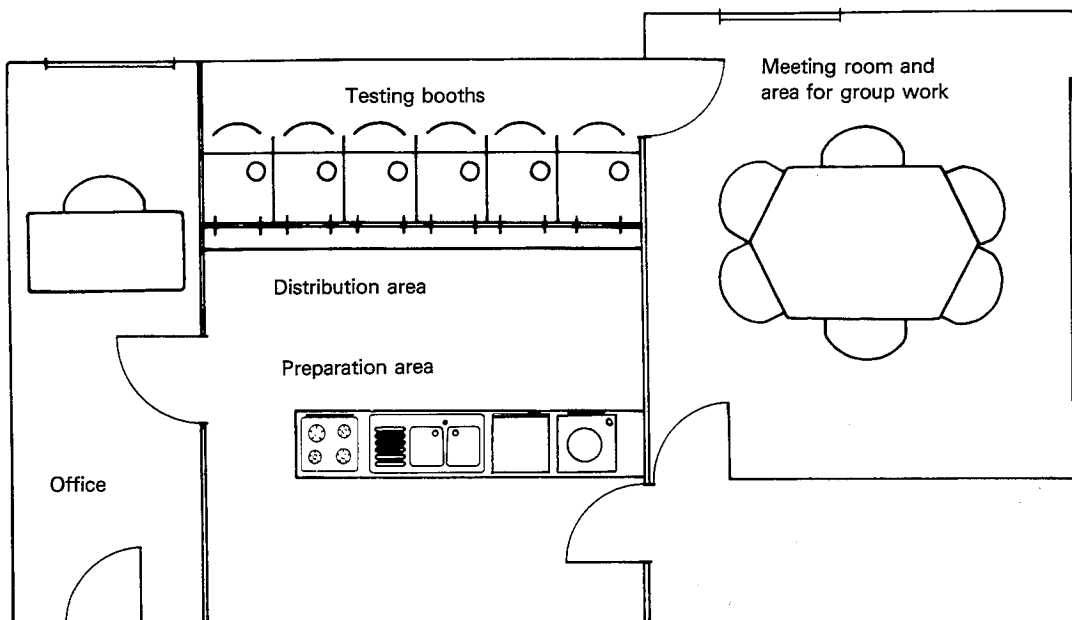 Testing booths
Meeting room and
area for group work
Distribution area
Preparation area
Office